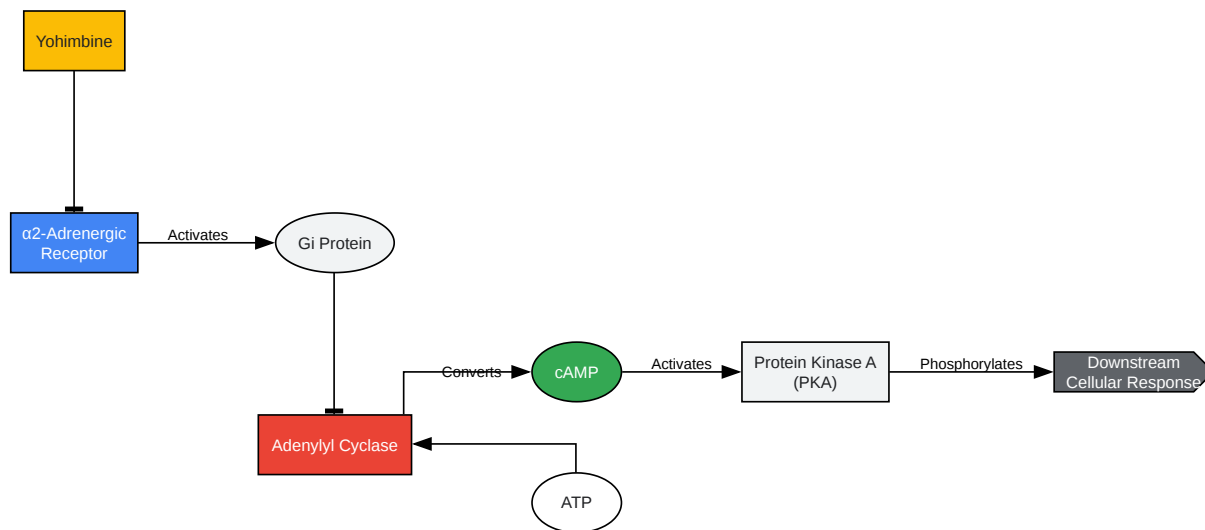 Yohimbine
α2-Adrenergic
Receptor
Activates
Gi Protein
Converts
cAMP
Activates
Protein Kinase A
(PKA)
Phosphorylates
Downstream
Cellular Response
Adenylyl Cyclase
ATP